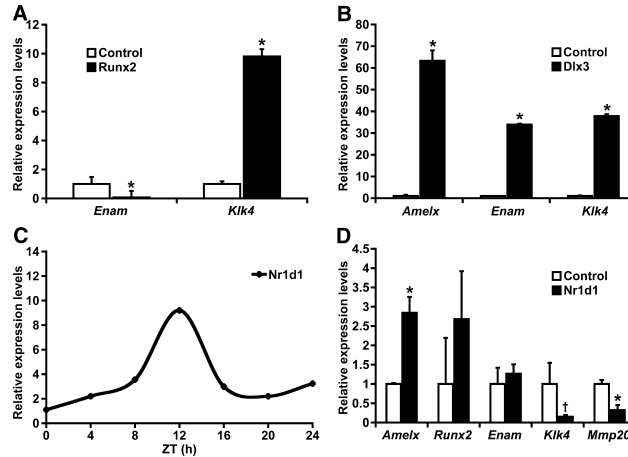 A
Relative expression levels
12
10
8
6
4
2
0
Control
Runx2
*
*
Enam
Klk4
B
Relative expression levels
80
70
60
50
40
30
20
10
0
Control
Dlx3
*
*
*
Amelx
Enam
Klk4
C
Relative expression levels
14
12
10
8
6
4
2
0
Nr1d1
0 4 8 12 16 20 24
ZT (h)
D
Relative expression levels
4.5
4
3.5
3
2.5
2
1.5
1
0.5
0
Control
Nr1d1
*
†
*
Amelx Runx2 Enam Klk4 Mmp20